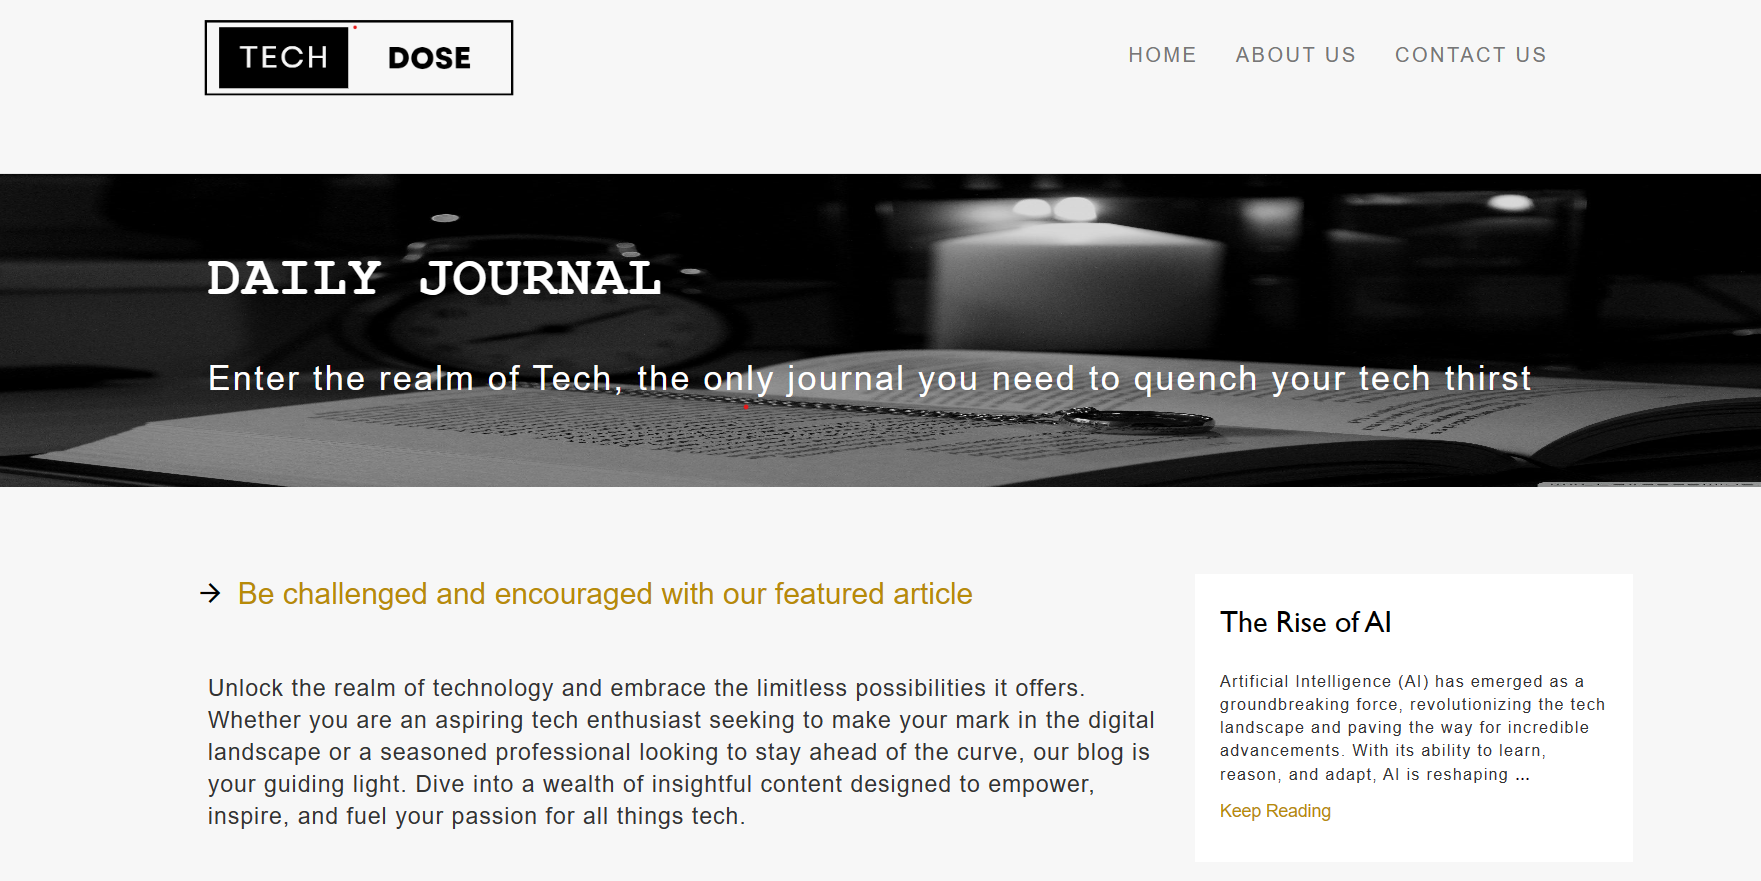 TECH DOSE
HOME ABOUT US CONTACT US
DAILY JOURNAL
Enter the realm of Tech, the only journal you need to quench your tech thirst
Be challenged and encouraged with our featured article
Unlock the realm of technology and embrace the limitless possibilities it offers.
Whether you are an aspiring tech enthusiast seeking to make your mark in the digital
landscape or a seasoned professional looking to stay ahead of the curve, our blog is
your guiding light. Dive into a wealth of insightful content designed to empower,
inspire, and fuel your passion for all things tech.
The Rise of AI
Artificial Intelligence (AI) has emerged as a
groundbreaking force, revolutionizing the tech
landscape and paving the way for incredible
advancements. With its ability to learn,
reason, and adapt, AI is reshaping ...
Keep Reading